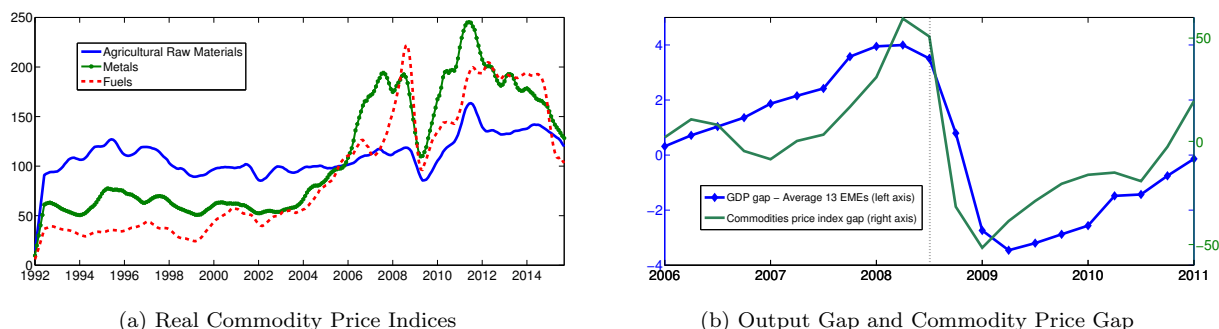 250
200
150
100
50
0
Agricultural Raw Materials
Metals
Fuels
1992 1994 1996 1998 2000 2002 2004 2006 2008 2010 2012 2014
(a) Real Commodity Price Indices
4
2
0
−2
−4
50
0
−50
GDP gap − Average 13 EMEs (left axis)
Commodities price index gap (right axis)
2006 2007 2008 2009 2010 2011
(b) Output Gap and Commodity Price Gap